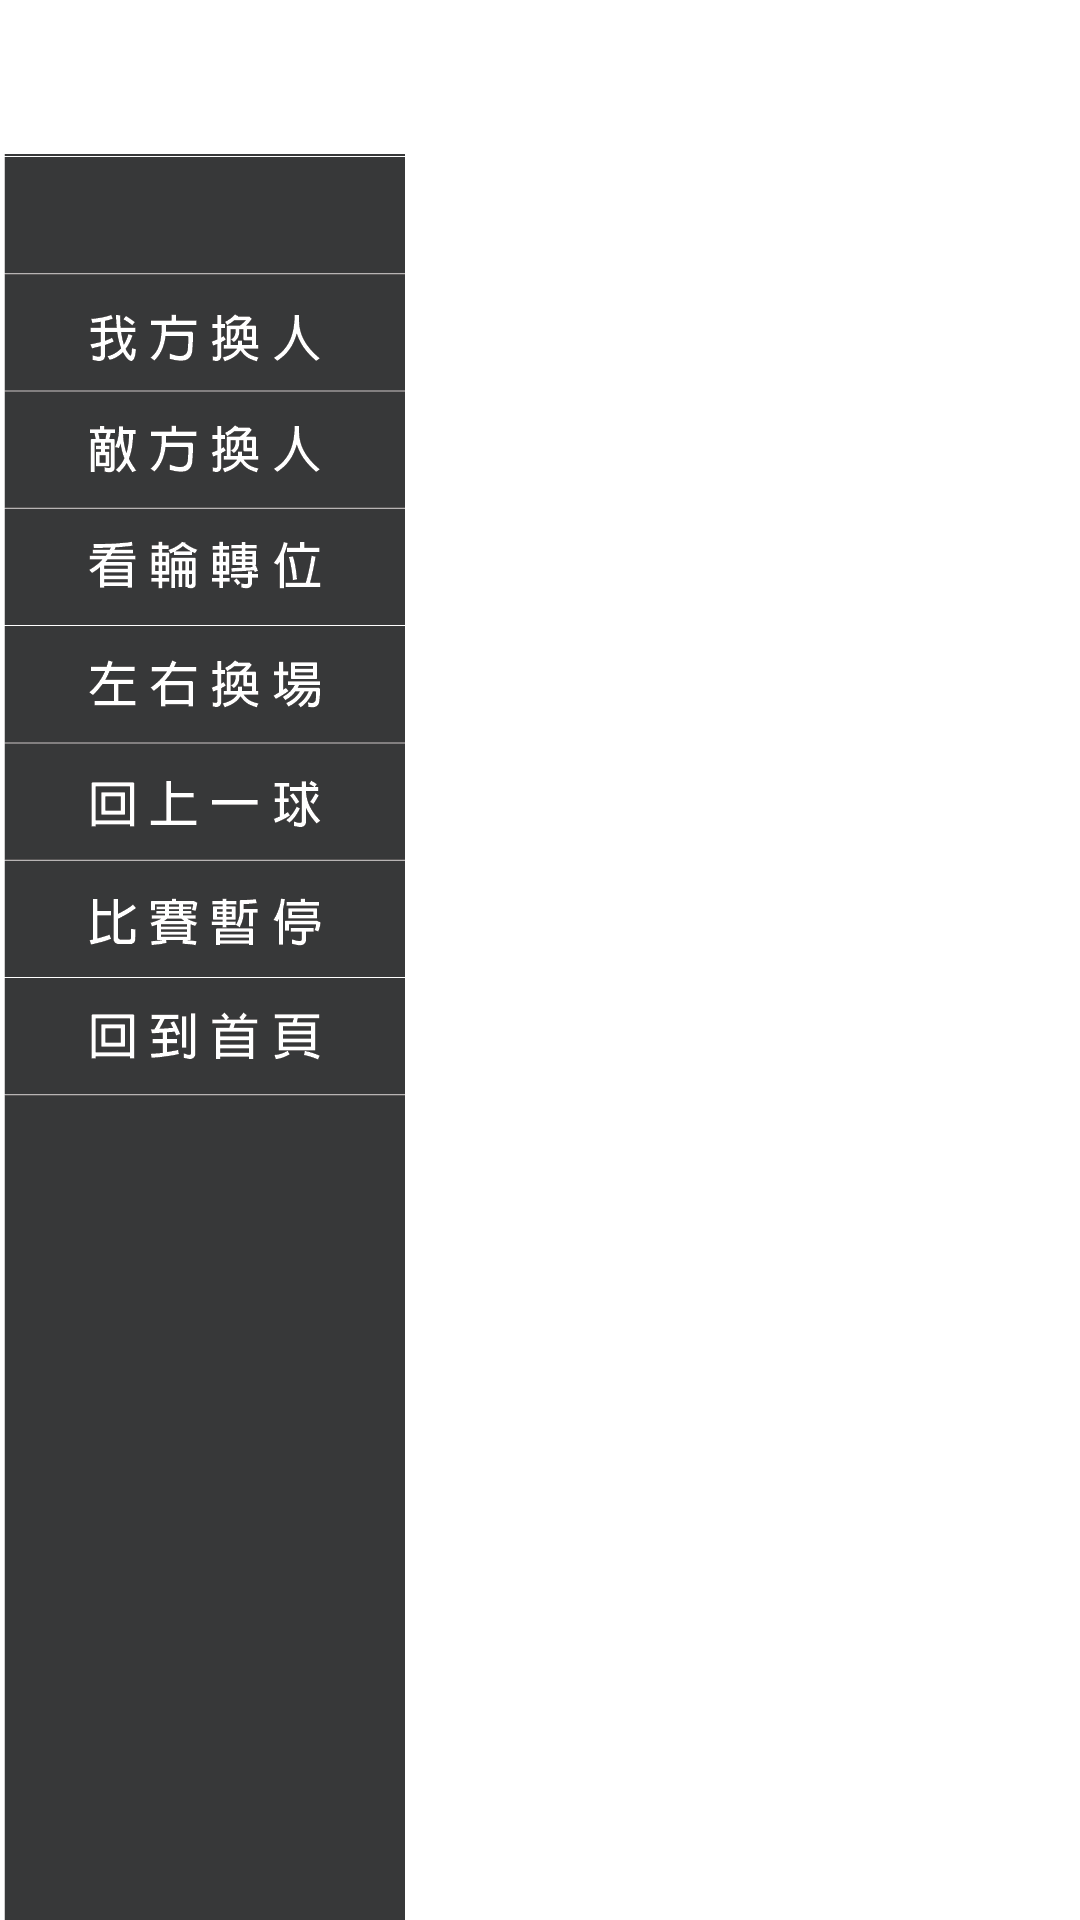 我方換人
敵方換人
看輪轉位
左右換場
回上一球
比賽暫停
回到首頁